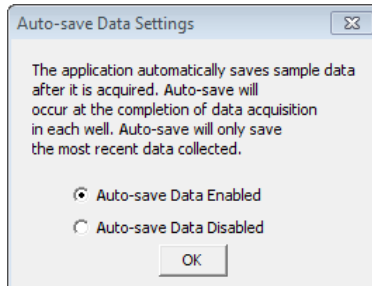 Auto-save Data Settings
The application automatically saves sample data
after it is acquired. Auto-save will
occur at the completion of data acquisition
in each well. Auto-save will only save
the most recent data collected.
Auto-save Data Enabled
Auto-save Data Disabled
OK